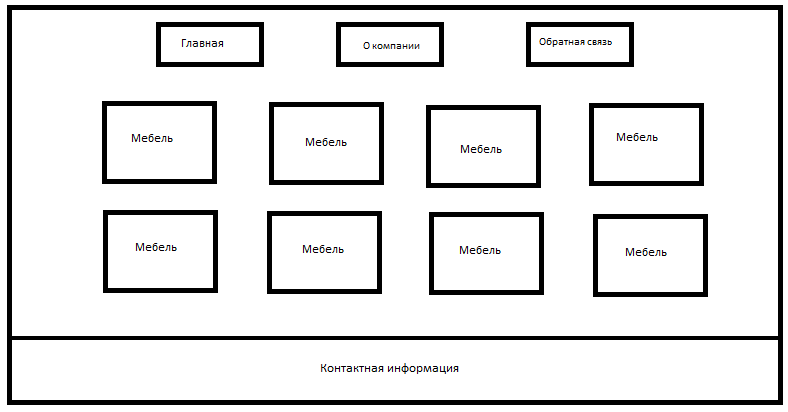 Главная
О компании
Обратная связь
Мебель
Мебель
Мебель
Мебель
Мебель
Мебель
Мебель
Мебель
Контактная информация